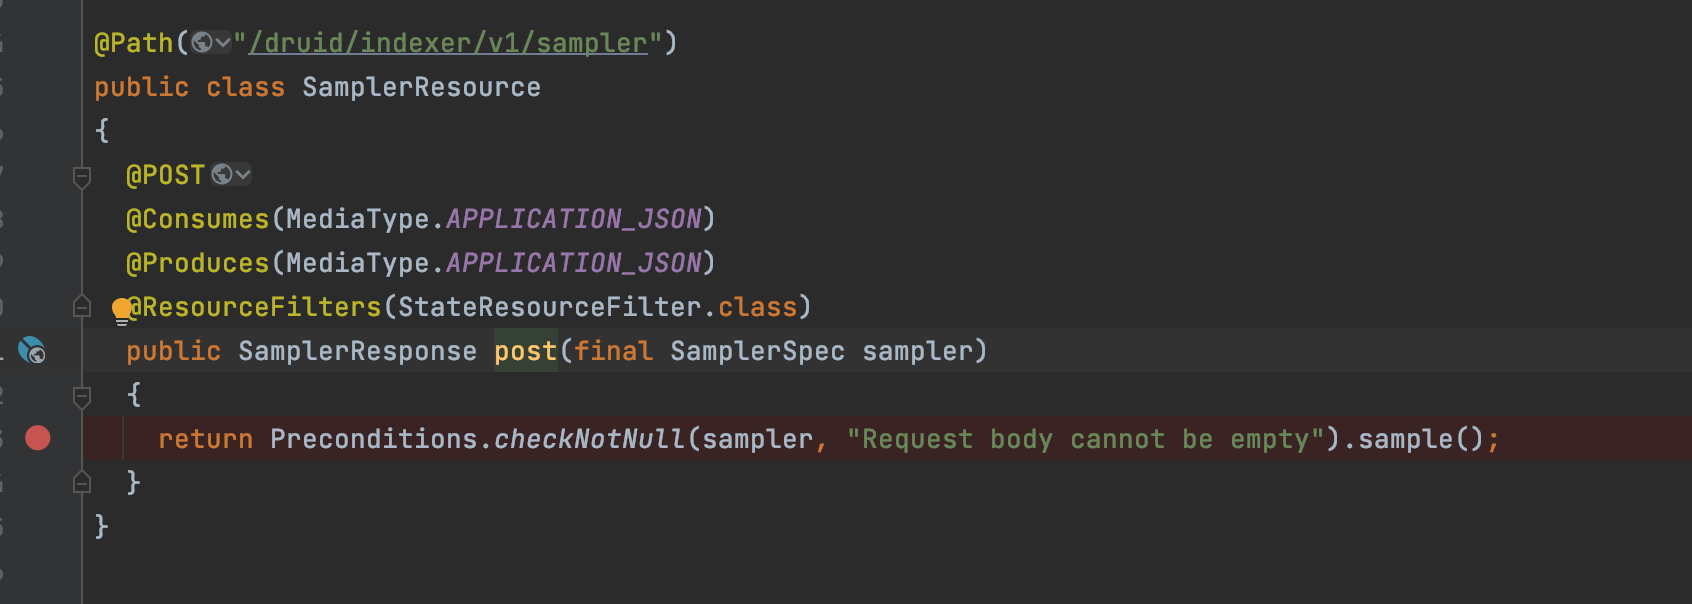 @Path("/druid/indexer/v1/sampler")
public class SamplerResource
{
@POST
@Consumes(MediaType.APPLICATION_JSON)
@Produces(MediaType.APPLICATION_JSON)
@ResourceFilters(StateResourceFilter.class)
public SamplerResponse post(final SamplerSpec sampler)
{
return Preconditions.checkNotNull(sampler, "Request body cannot be empty").sample();
}
}